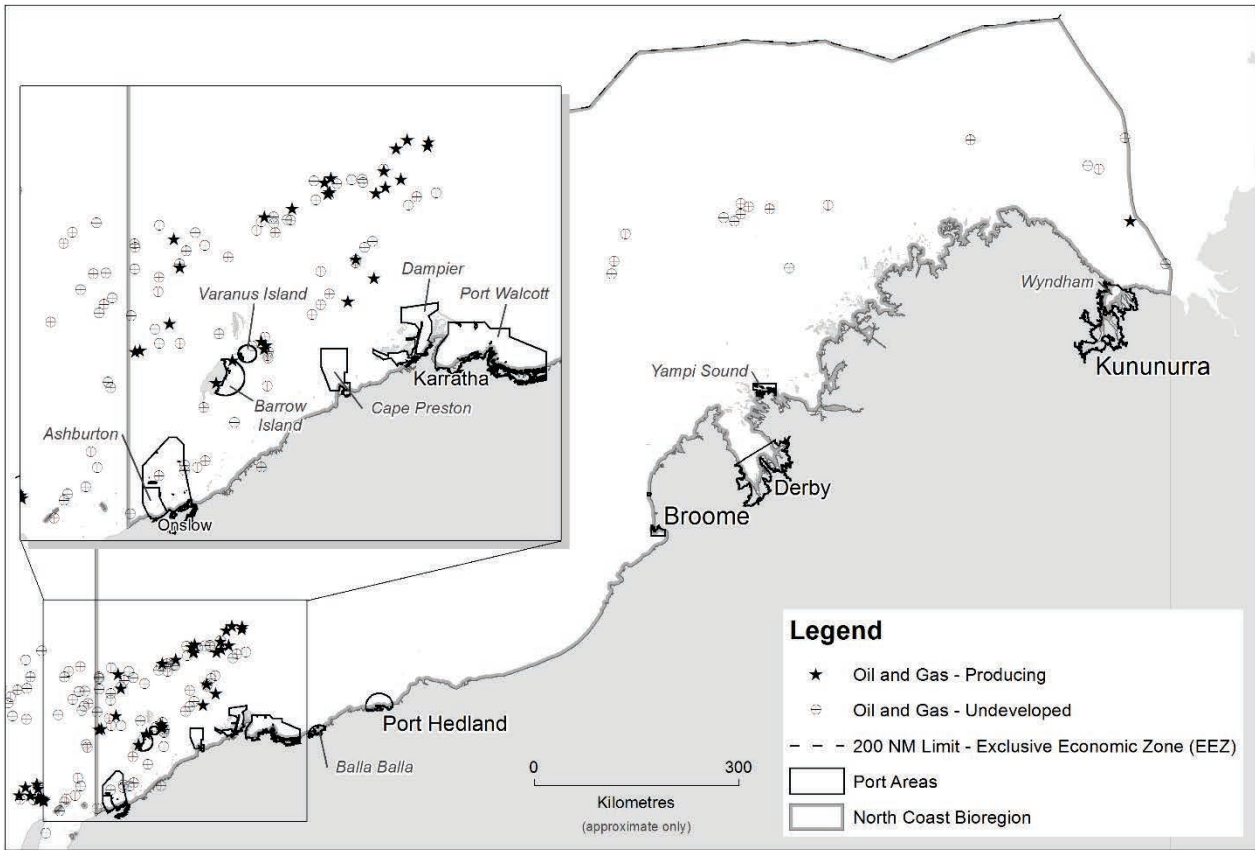 Dampier
Port Walcott
Varanus Island
Karratha
Cape Preston
Barrow
Island
Ashburton
Onslow
Wyndham
Kununurra
Yampi Sound
Derby
Broome
Port Hedland
Balla Balla
0
300
Kilometres
(approximate only)
Legend
Oil and Gas - Producing
Oil and Gas - Undeveloped
200 NM Limit - Exclusive Economic Zone (EEZ)
Port Areas
North Coast Bioregion